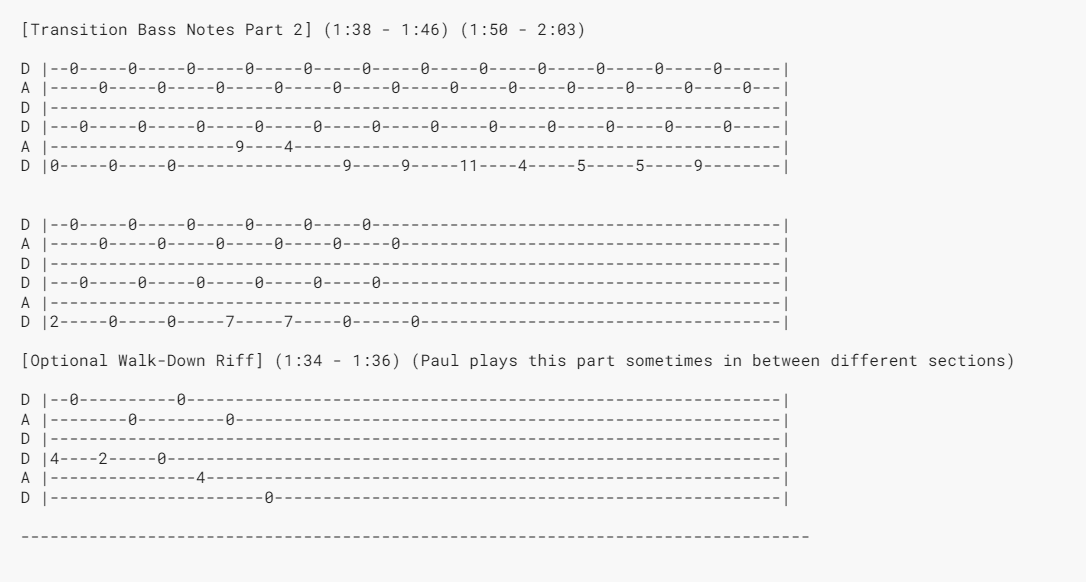 [Transition Bass Notes Part 2] (1:38 - 1:46) (1:50 - 2:03)
D |--0-----0-----0-----0-----0-----0-----0-----0-----0-----0-----0-----0------|
A |-----0-----0-----0-----0-----0-----0-----0-----0-----0-----0-----0-----0---|
D |---------------------------------------------------------------------------|
D |---0-----0-----0-----0-----0-----0-----0-----0-----0-----0-----0-----0-----|
A |-------------------9----4--------------------------------------------------|
D |0-----0-----0-----------------9-----9-----11----4-----5-----5-----9--------|
D |--0-----0-----0-----0-----0-----0------------------------------------------|
A |-----0-----0-----0-----0-----0-----0---------------------------------------|
D |---------------------------------------------------------------------------|
D |---0-----0-----0-----0-----0-----0-----------------------------------------|
A |---------------------------------------------------------------------------|
D |2-----0-----0-----7-----7-----0------0-------------------------------------|
[Optional Walk-Down Riff] (1:34 - 1:36) (Paul plays this part sometimes in between different sections)
D |--0----------0-------------------------------------------------------------|
A |--------0---------0--------------------------------------------------------|
D |---------------------------------------------------------------------------|
D |4----2-----0---------------------------------------------------------------|
A |---------------4-----------------------------------------------------------|
D |----------------------0----------------------------------------------------|
---------------------------------------------------------------------------------